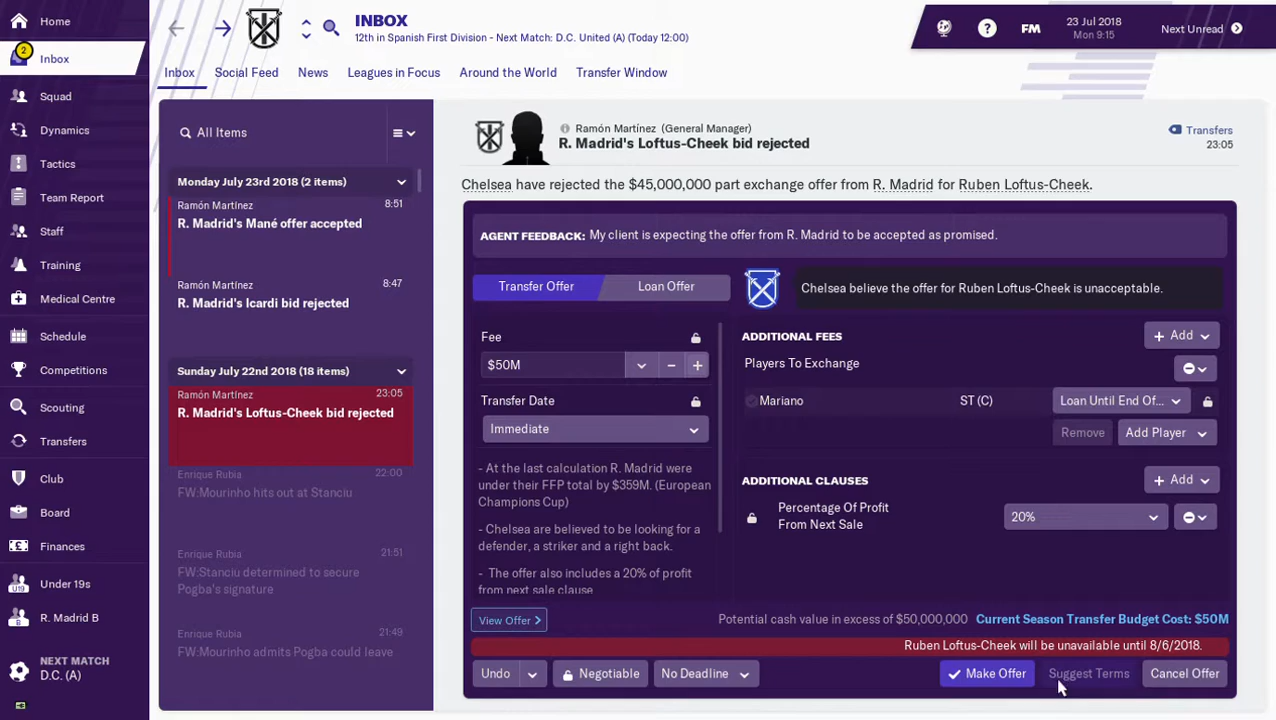 Home
2
Inbox
Squad
Dynamics
Tactics
Team Report
Staff
Training
Medical Centre
Schedule
Competitions
Scouting
Transfers
Club
Board
Finances
U19
Under 19s
R. Madrid B
NEXT MATCH
D.C. (A)
INBOX
12th in Spanish First Division - Next Match: D.C. United (A) (Today 12:00)
?
FM
23 Jul 2018
Mon 9:15
Next Unread
Inbox
Social Feed
News
Leagues in Focus
Around the World
Transfer Window
All Items
Monday July 23rd 2018 (2 items)
Ramón Martínez 8:51
R. Madrid's Mané offer accepted
Ramón Martínez 8:47
R. Madrid's Icardi bid rejected
Sunday July 22nd 2018 (18 items)
Ramón Martínez 23:05
R. Madrid's Loftus-Cheek bid rejected
Enrique Rubia 22:00
FW:Mourinho hits out at Stanciu
Enrique Rubia 21:51
FW:Stanciu determined to secure
Pogba's signature
Enrique Rubia 21:49
FW:Mourinho admits Pogba could leave
Ramón Martínez (General Manager)
R. Madrid's Loftus-Cheek bid rejected
Transfers
23:05
Chelsea have rejected the $45,000,000 part exchange offer from R. Madrid for Ruben Loftus-Cheek.
AGENT FEEDBACK: My client is expecting the offer from R. Madrid to be accepted as promised.
Transfer Offer
Loan Offer
Chelsea believe the offer for Ruben Loftus-Cheek is unacceptable.
Fee
$50M
Transfer Date
Immediate
- At the last calculation R. Madrid were
under their FFP total by $359M. (European
Champions Cup)
- Chelsea are believed to be looking for a
defender, a striker and a right back.
- The offer also includes a 20% of profit
from next sale clause
ADDITIONAL FEES
+ Add
Players To Exchange
Mariano ST (C) Loan Until End Of...
Remove
Add Player
ADDITIONAL CLAUSES
+ Add
Percentage Of Profit
From Next Sale
20%
View Offer
Potential cash value in excess of $50,000,000 Current Season Transfer Budget Cost: $50M
Ruben Loftus-Cheek will be unavailable until 8/6/2018.
Undo
Negotiable
No Deadline
Make Offer
Suggest Terms
Cancel Offer